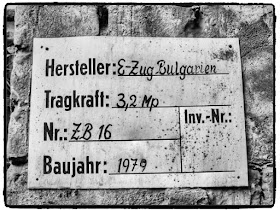 Hersteller: E-Zug Bulgarien
Tragkraft: 3,2 Mp
Nr.: ZB 16 Inv.-Nr.:
Baujahr: 1979